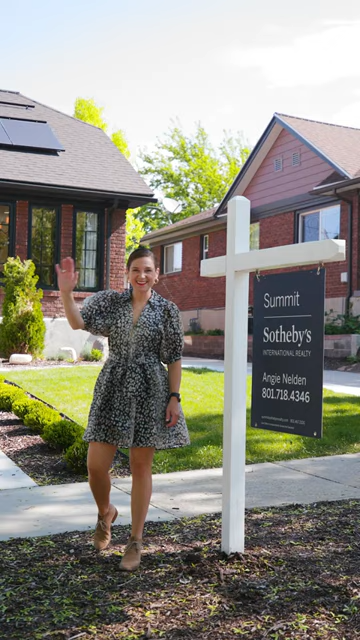 Summit
Sotheby's
INTERNATIONAL REALTY
Angie Nelden
801.718.4346